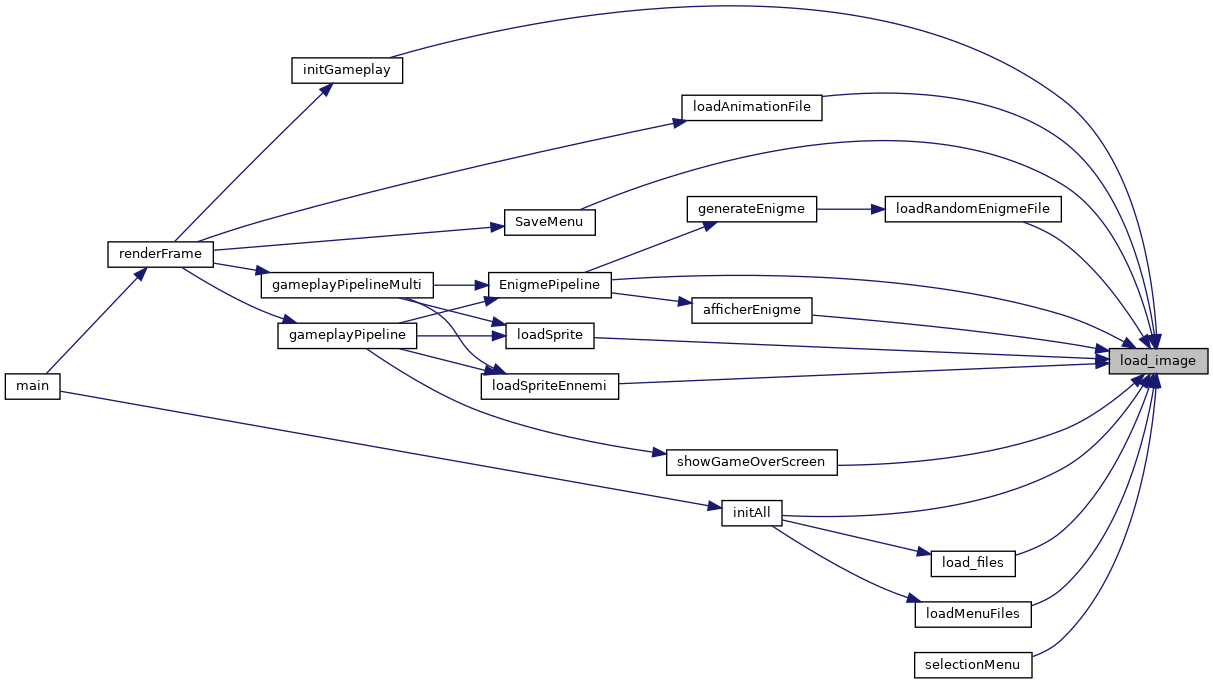 initGameplay
loadAnimationFile
generateEnigme
loadRandomEnigmeFile
SaveMenu
renderFrame
gameplayPipelineMulti
EnigmePipeline
afficherEnigme
gameplayPipeline
loadSprite
load_image
main
loadSpriteEnnemi
showGameOverScreen
initAll
load_files
loadMenuFiles
selectionMenu